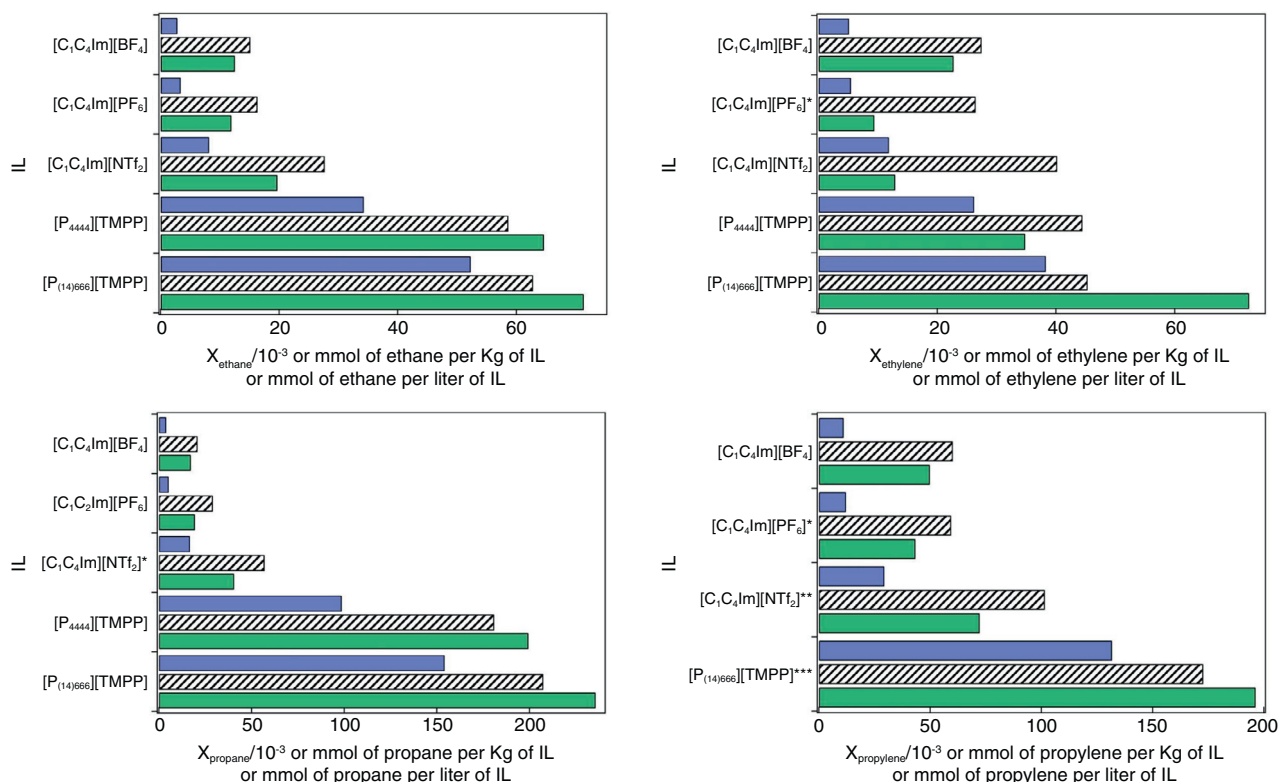 [C₁C₄Im][BF₄]
[C₁C₄Im][PF₆]
IL
[C₁C₄Im][NTf₂]
[P₄₄₄₄][TMPP]
[P₍₁₄₎₆₆₆][TMPP]
0 20 40 60
X_ethane/10⁻³ or mmol of ethane per Kg of IL
or mmol of ethane per liter of IL
[C₁C₄Im][BF₄]
[C₁C₄Im][PF₆]*
IL
[C₁C₄Im][NTf₂]
[P₄₄₄₄][TMPP]
[P₍₁₄₎₆₆₆][TMPP]
0 20 40 60
X_ethylene/10⁻³ or mmol of ethylene per Kg of IL
or mmol of ethylene per liter of IL
[C₁C₄Im][BF₄]
[C₁C₂Im][PF₆]
IL
[C₁C₄Im][NTf₂]*
[P₄₄₄₄][TMPP]
[P₍₁₄₎₆₆₆][TMPP]
0 50 100 150 200
X_propane/10⁻³ or mmol of propane per Kg of IL
or mmol of propane per liter of IL
[C₁C₄Im][BF₄]
[C₁C₄Im][PF₆]*
IL
[C₁C₄Im][NTf₂]**
[P₍₁₄₎₆₆₆][TMPP]***
0 50 100 150 200
X_propylene/10⁻³ or mmol of propylene per Kg of IL
or mmol of propylene per liter of IL